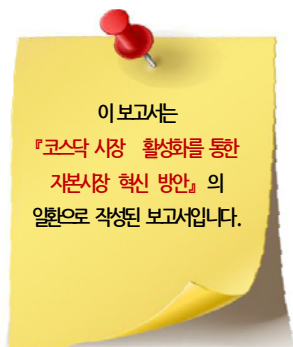 이 보고서는
『코스닥 시장 활성화를 통한
자본시장 혁신 방안』의
일환으로 작성된 보고서입니다.